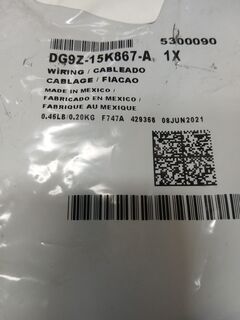 5300090
DG9Z-15K867-A 1X
WIRING / CABLEADO
CABLAGE / FIACAO
MADE IN MEXICO /
FABRICADO EN MEXICO /
FABRIQUE AU MEXIQUE
0.45LB/0.20KG F747A 429366 08JUN2021